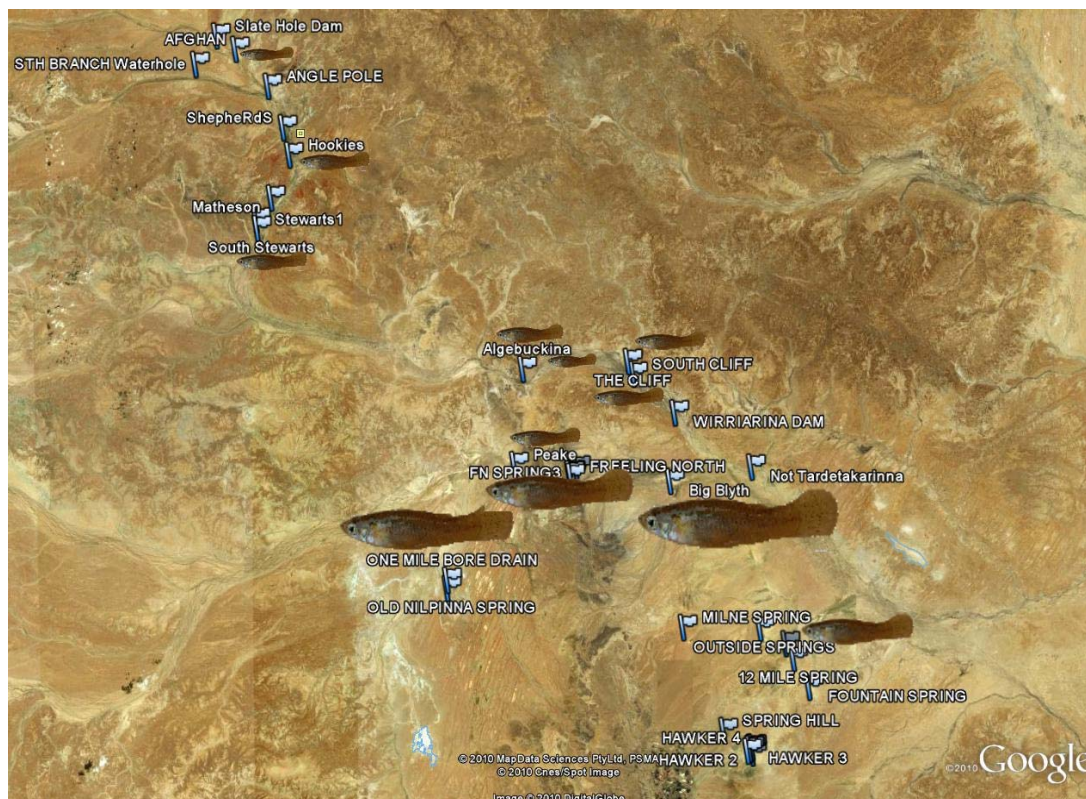 Slate Hole Dam
AFGHAN
STH BRANCH Waterhole
ANGLE POLE
ShepheRdS
Hookies
Matheson
Stewarts1
South Stewarts
Algebuckina
SOUTH CLIFF
THE CLIFF
WIRRIARINA DAM
Peake
FN SPRING3
FREELING NORTH
Not Tardetakarinna
Big Blyth
ONE MILE BORE DRAIN
OLD NILPINNA SPRING
MILNE SPRING
OUTSIDE SPRINGS
12 MILE SPRING
FOUNTAIN SPRING
SPRING HILL
HAWKER 4
HAWKER 2
HAWKER 3
© 2010 MapData Sciences PtyLtd, PSMA
© 2010 Cnes/Spot Image
Image © 2010 DigitalGlobe
©2010 Google